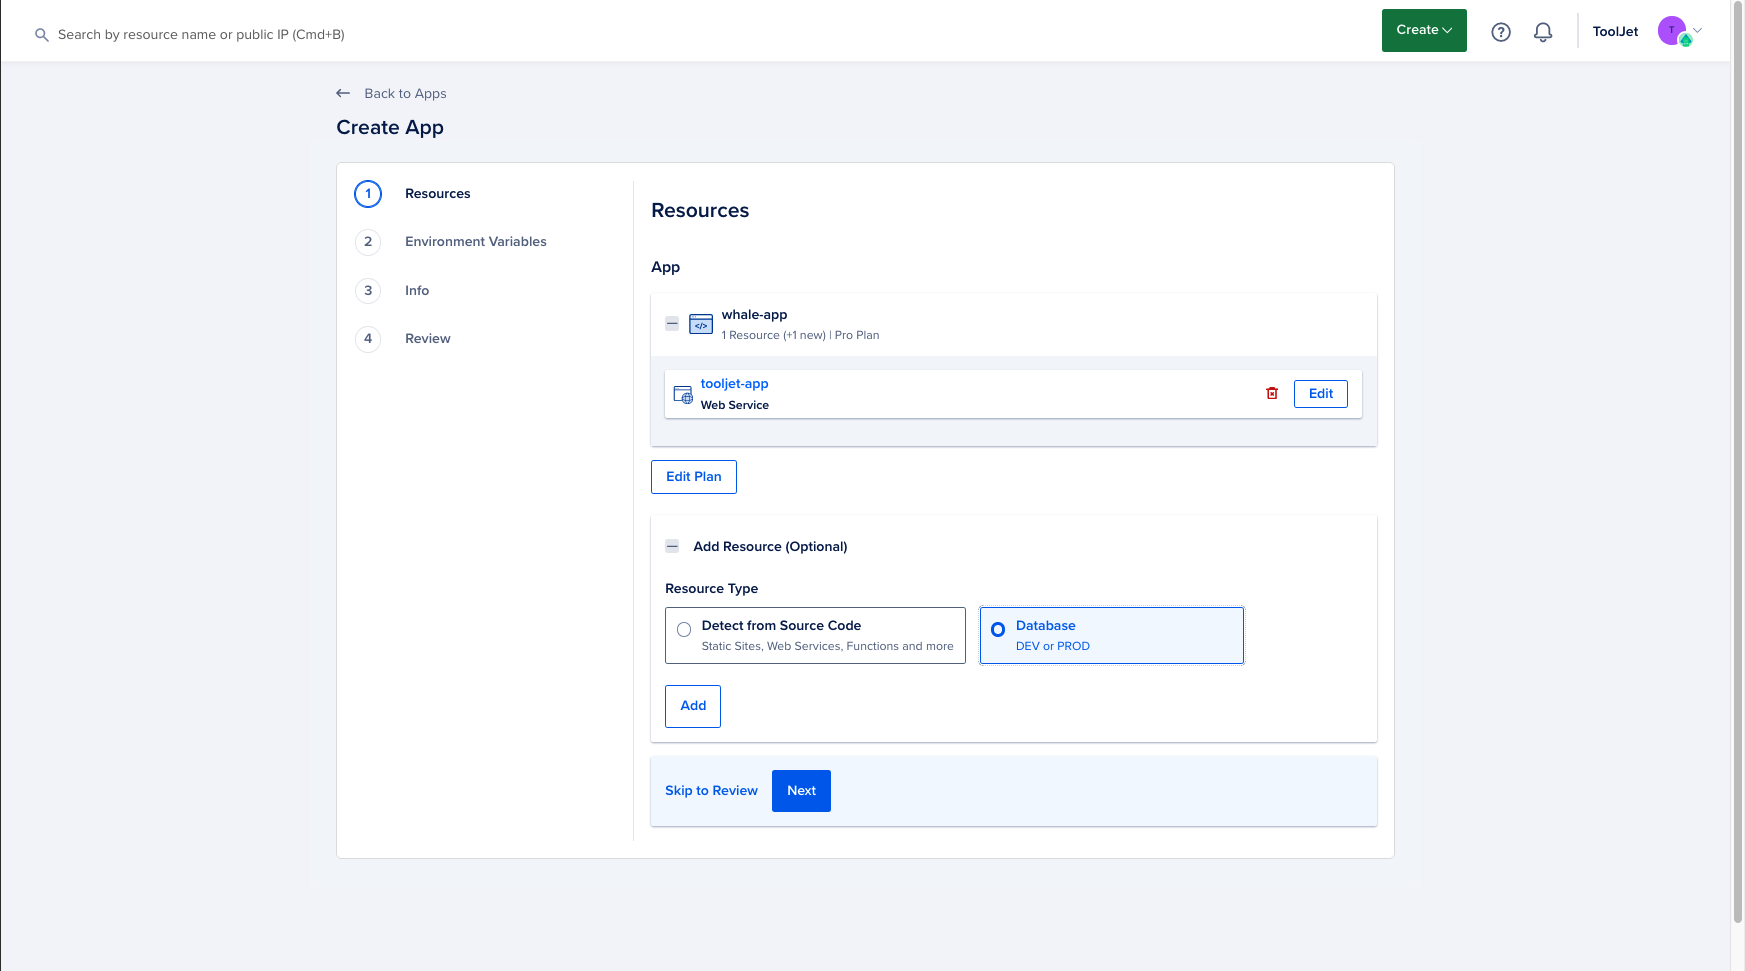 Search by resource name or public IP (Cmd+B)
Create
?
ToolJet
T
Back to Apps
Create App
1 Resources
2 Environment Variables
3 Info
4 Review
Resources
App
</>
whale-app
1 Resource (+1 new) | Pro Plan
tooljet-app
Web Service
Edit
Edit Plan
Add Resource (Optional)
Resource Type
Detect from Source Code
Static Sites, Web Services, Functions and more
Database
DEV or PROD
Add
Skip to Review
Next